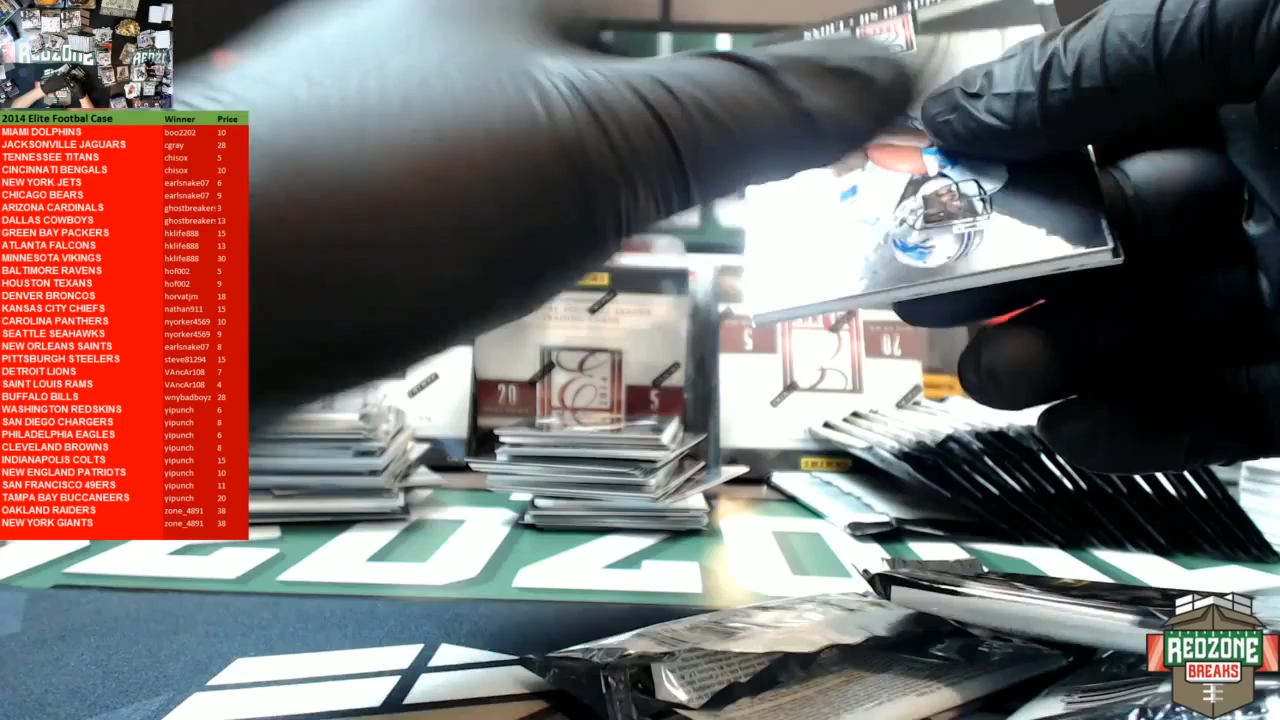 REDZONE
2014 Elite Footbal Case Winner Price
MIAMI DOLPHINS boo2202 10
JACKSONVILLE JAGUARS cgray 28
TENNESSEE TITANS chisox 5
CINCINNATI BENGALS chisox 10
NEW YORK JETS earlsnake07 6
CHICAGO BEARS earlsnake07 9
ARIZONA CARDINALS ghostbreaker 3
DALLAS COWBOYS ghostbreaker 13
GREEN BAY PACKERS hklife888 15
ATLANTA FALCONS hklife888 13
MINNESOTA VIKINGS hklife888 30
BALTIMORE RAVENS hof002 5
HOUSTON TEXANS hof002 9
DENVER BRONCOS horvatjm 18
KANSAS CITY CHIEFS nathan911 15
CAROLINA PANTHERS nyorker4569 10
SEATTLE SEAHAWKS nyorker4569 9
NEW ORLEANS SAINTS earlsnake07 8
PITTSBURGH STEELERS steve81294 15
DETROIT LIONS VAncAr108 7
SAINT LOUIS RAMS VAncAr108 4
BUFFALO BILLS wnybadboyz 28
WASHINGTON REDSKINS yipunch 6
SAN DIEGO CHARGERS yipunch 8
PHILADELPHIA EAGLES yipunch 6
CLEVELAND BROWNS yipunch 8
INDIANAPOLIS COLTS yipunch 15
NEW ENGLAND PATRIOTS yipunch 10
SAN FRANCISCO 49ERS yipunch 11
TAMPA BAY BUCCANEERS yipunch 20
OAKLAND RAIDERS zone_4891 38
NEW YORK GIANTS zone_4891 38
20
2014
5
5
20
REDZONE
BREAKS